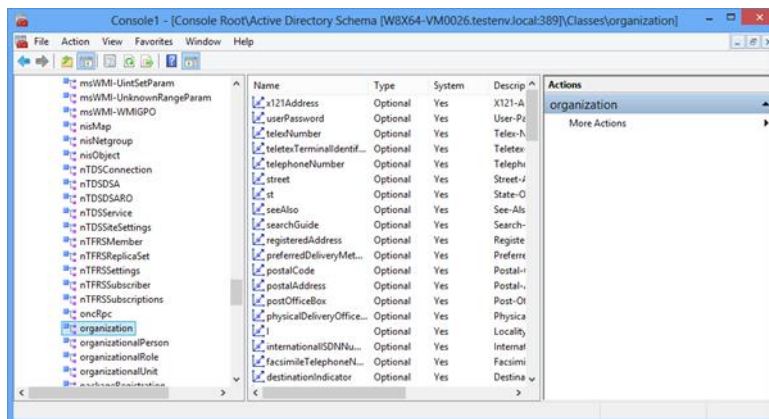 Console1 - [Console Root\Active Directory Schema [W8X64-VM0026.testenv.local:389]\Classes\organization]
File Action View Favorites Window Help
msWMI-UintSetParam
msWMI-UnknownRangeParam
msWMI-WMIGPO
nisMap
nisNetgroup
nisObject
nTDSConnection
nTDSDSA
nTDSDSARO
nTDSService
nTDSSiteSettings
nTFRSMember
nTFRSReplicaSet
nTFRSSettings
nTFRSSubscriber
nTFRSSubscriptions
oncRpc
organization
organizationalPerson
organizationalRole
organizationalUnit
packageRegistration
Name Type System Descrip
x121Address Optional Yes X121-A
userPassword Optional Yes User-Pa
telexNumber Optional Yes Telex-N
teletexTerminalIdentif... Optional Yes Teletex
telephoneNumber Optional Yes Teleph
street Optional Yes Street-A
st Optional Yes State-O
seeAlso Optional Yes See-Als
searchGuide Optional Yes Search-
registeredAddress Optional Yes Registe
preferredDeliveryMet... Optional Yes Preferre
postalCode Optional Yes Postal-
postalAddress Optional Yes Postal-
postOfficeBox Optional Yes Post-Of
physicalDeliveryOffice... Optional Yes Physica
l Optional Yes Locality
internationalISDNNu... Optional Yes Internat
facsimileTelephoneN... Optional Yes Facsimi
destinationIndicator Optional Yes Destina
Actions
organization
More Actions